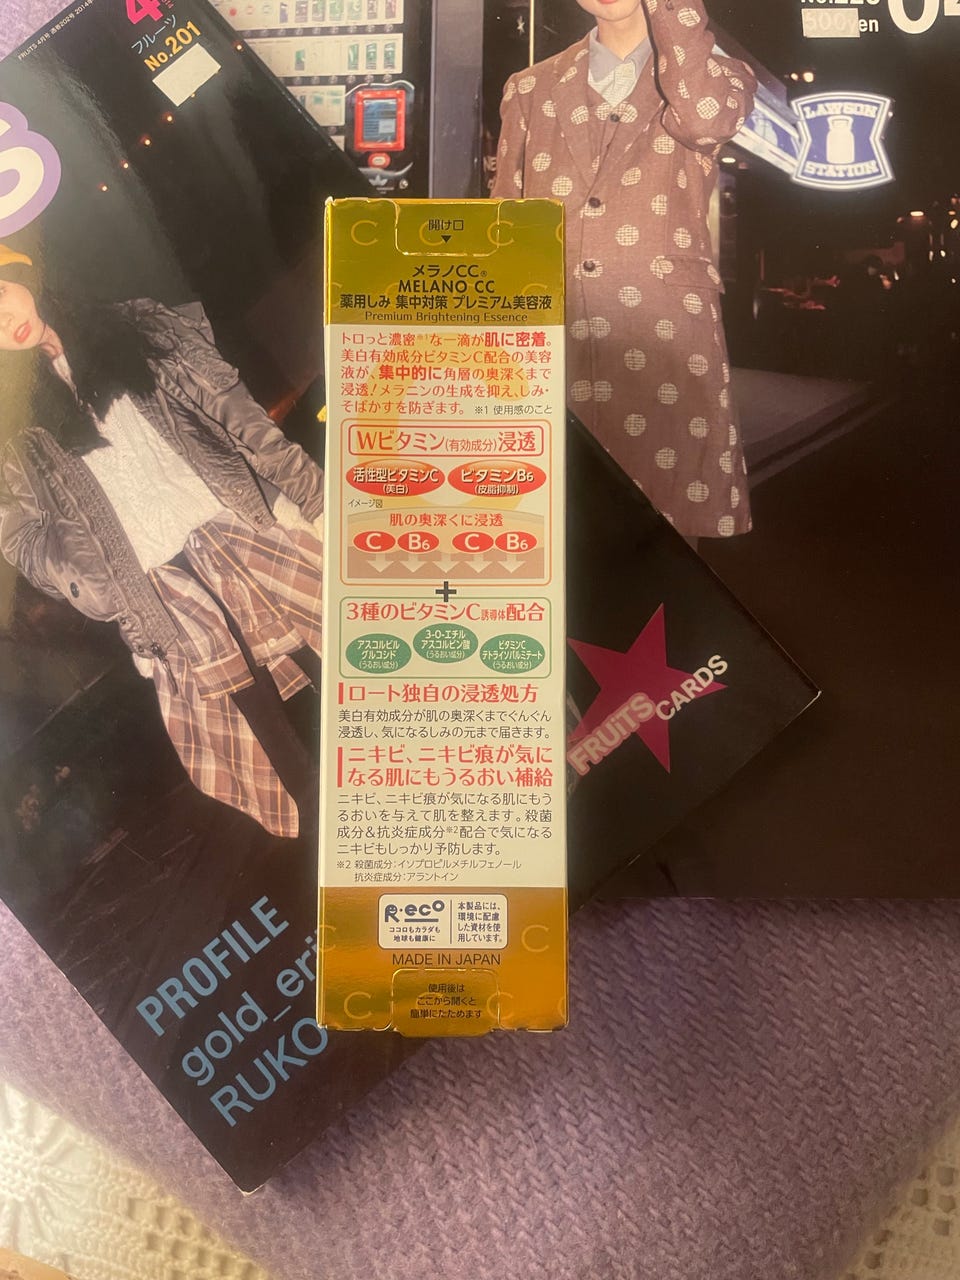 FRUiTS 4月号 通巻202号 2014年
フルーツ
No.201
500yen
LAWSON
STATION
開け口
メラノCC®
MELANO CC
薬用しみ 集中対策 プレミアム美容液
Premium Brightening Essence
トロっと濃密※1な一滴が肌に密着。
美白有効成分ビタミンC配合の美容
液が、集中的に角層の奥深くまで
浸透!メラニンの生成を抑え、しみ・
そばかすを防ぎます。 ※1 使用感のこと
Wビタミン(有効成分)浸透
活性型ビタミンC
(美白)
ビタミンB6
(皮脂抑制)
イメージ図
肌の奥深くに浸透
C B6 C B6
+
3種のビタミンC誘導体配合
アスコルビル
グルコシド
(うるおい成分)
3-O-エチル
アスコルビン酸
(うるおい成分)
ビタミンC
テトライソパルミテート
(うるおい成分)
ロート独自の浸透処方
美白有効成分が肌の奥深くまでぐんぐん
浸透し、気になるしみの元まで届きます。
ニキビ、ニキビ痕が気に
なる肌にもうるおい補給
ニキビ、ニキビ痕が気になる肌にもう
るおいを与えて肌を整えます。殺菌
成分&抗炎症成分※2配合で気になる
ニキビもしっかり予防します。
※2 殺菌成分:イソプロピルメチルフェノール
抗炎症成分:アラントイン
R・eco
ココロもカラダも
地球も健康に
本製品には、
環境に配慮
した資材を使
用しています。
MADE IN JAPAN
使用後は
ここから開くと
簡単にたためます
FRUiTS CARDS
PROFILE
gold_eri
RUKO